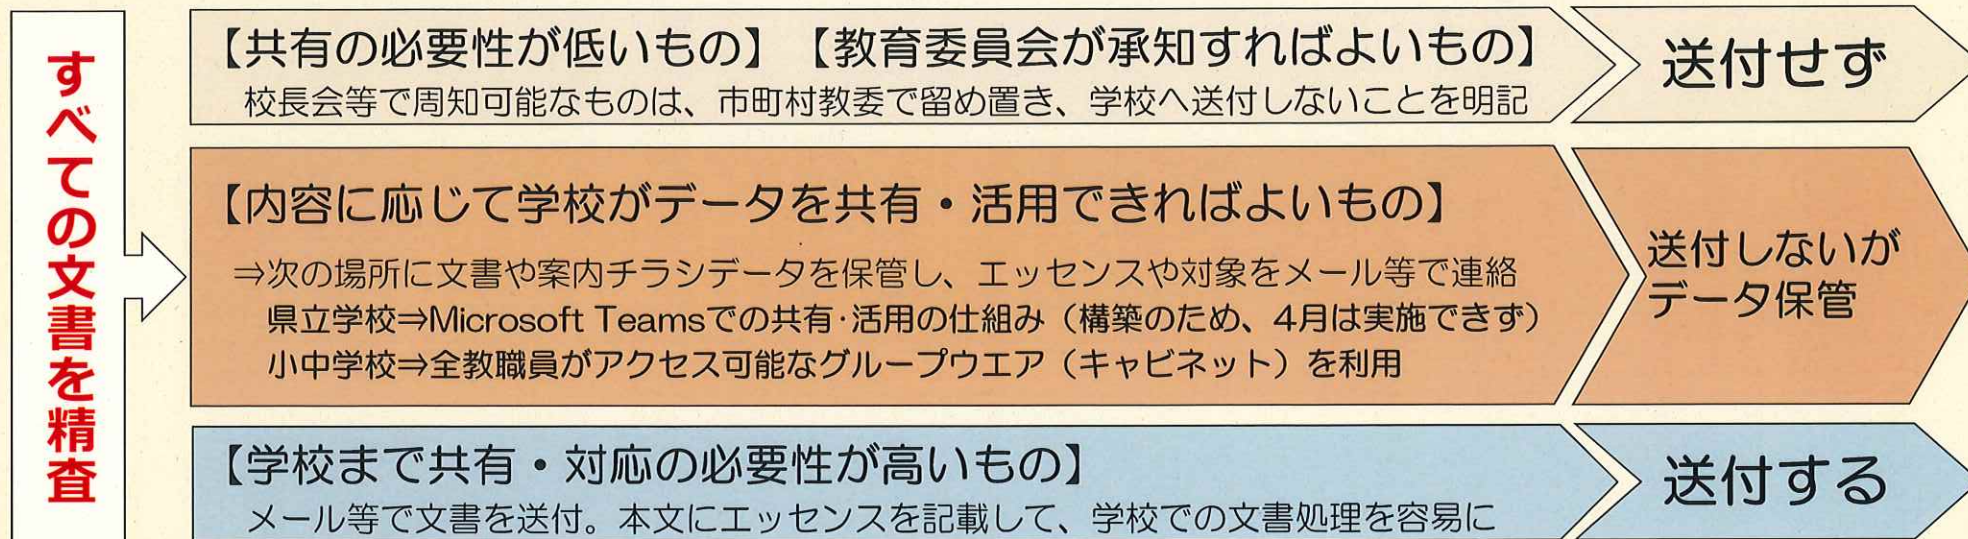 すべての文書を精査
【共有の必要性が低いもの】【教育委員会が承知すればよいもの】
校長会等で周知可能なものは、市町村教委で留め置き、学校へ送付しないことを明記
送付せず
【内容に応じて学校がデータを共有・活用できればよいもの】
⇒次の場所に文書や案内チラシデータを保管し、エッセンスや対象をメール等で連絡
県立学校⇒Microsoft Teamsでの共有･活用の仕組み（構築のため、4月は実施できず）
小中学校⇒全教職員がアクセス可能なグループウエア（キャビネット）を利用
送付しないが
データ保管
【学校まで共有・対応の必要性が高いもの】
メール等で文書を送付。本文にエッセンスを記載して、学校での文書処理を容易に
送付する